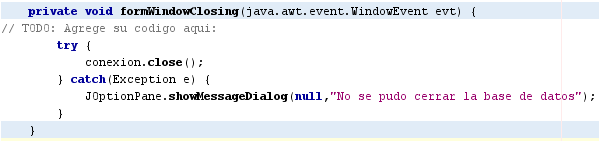 private void formWindowClosing(java.awt.event.WindowEvent evt) {
// TODO: Agrege su codigo aqui:
try {
conexion.close();
} catch(Exception e) {
JOptionPane.showMessageDialog(null,"No se pudo cerrar la base de datos");
}
}